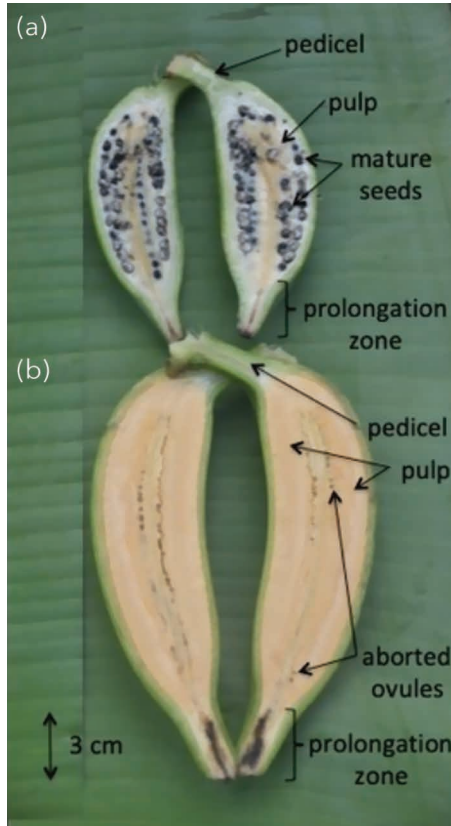 (a)
pedicel
pulp
mature
seeds
prolongation
zone
(b)
pedicel
pulp
aborted
ovules
3 cm
prolongation
zone